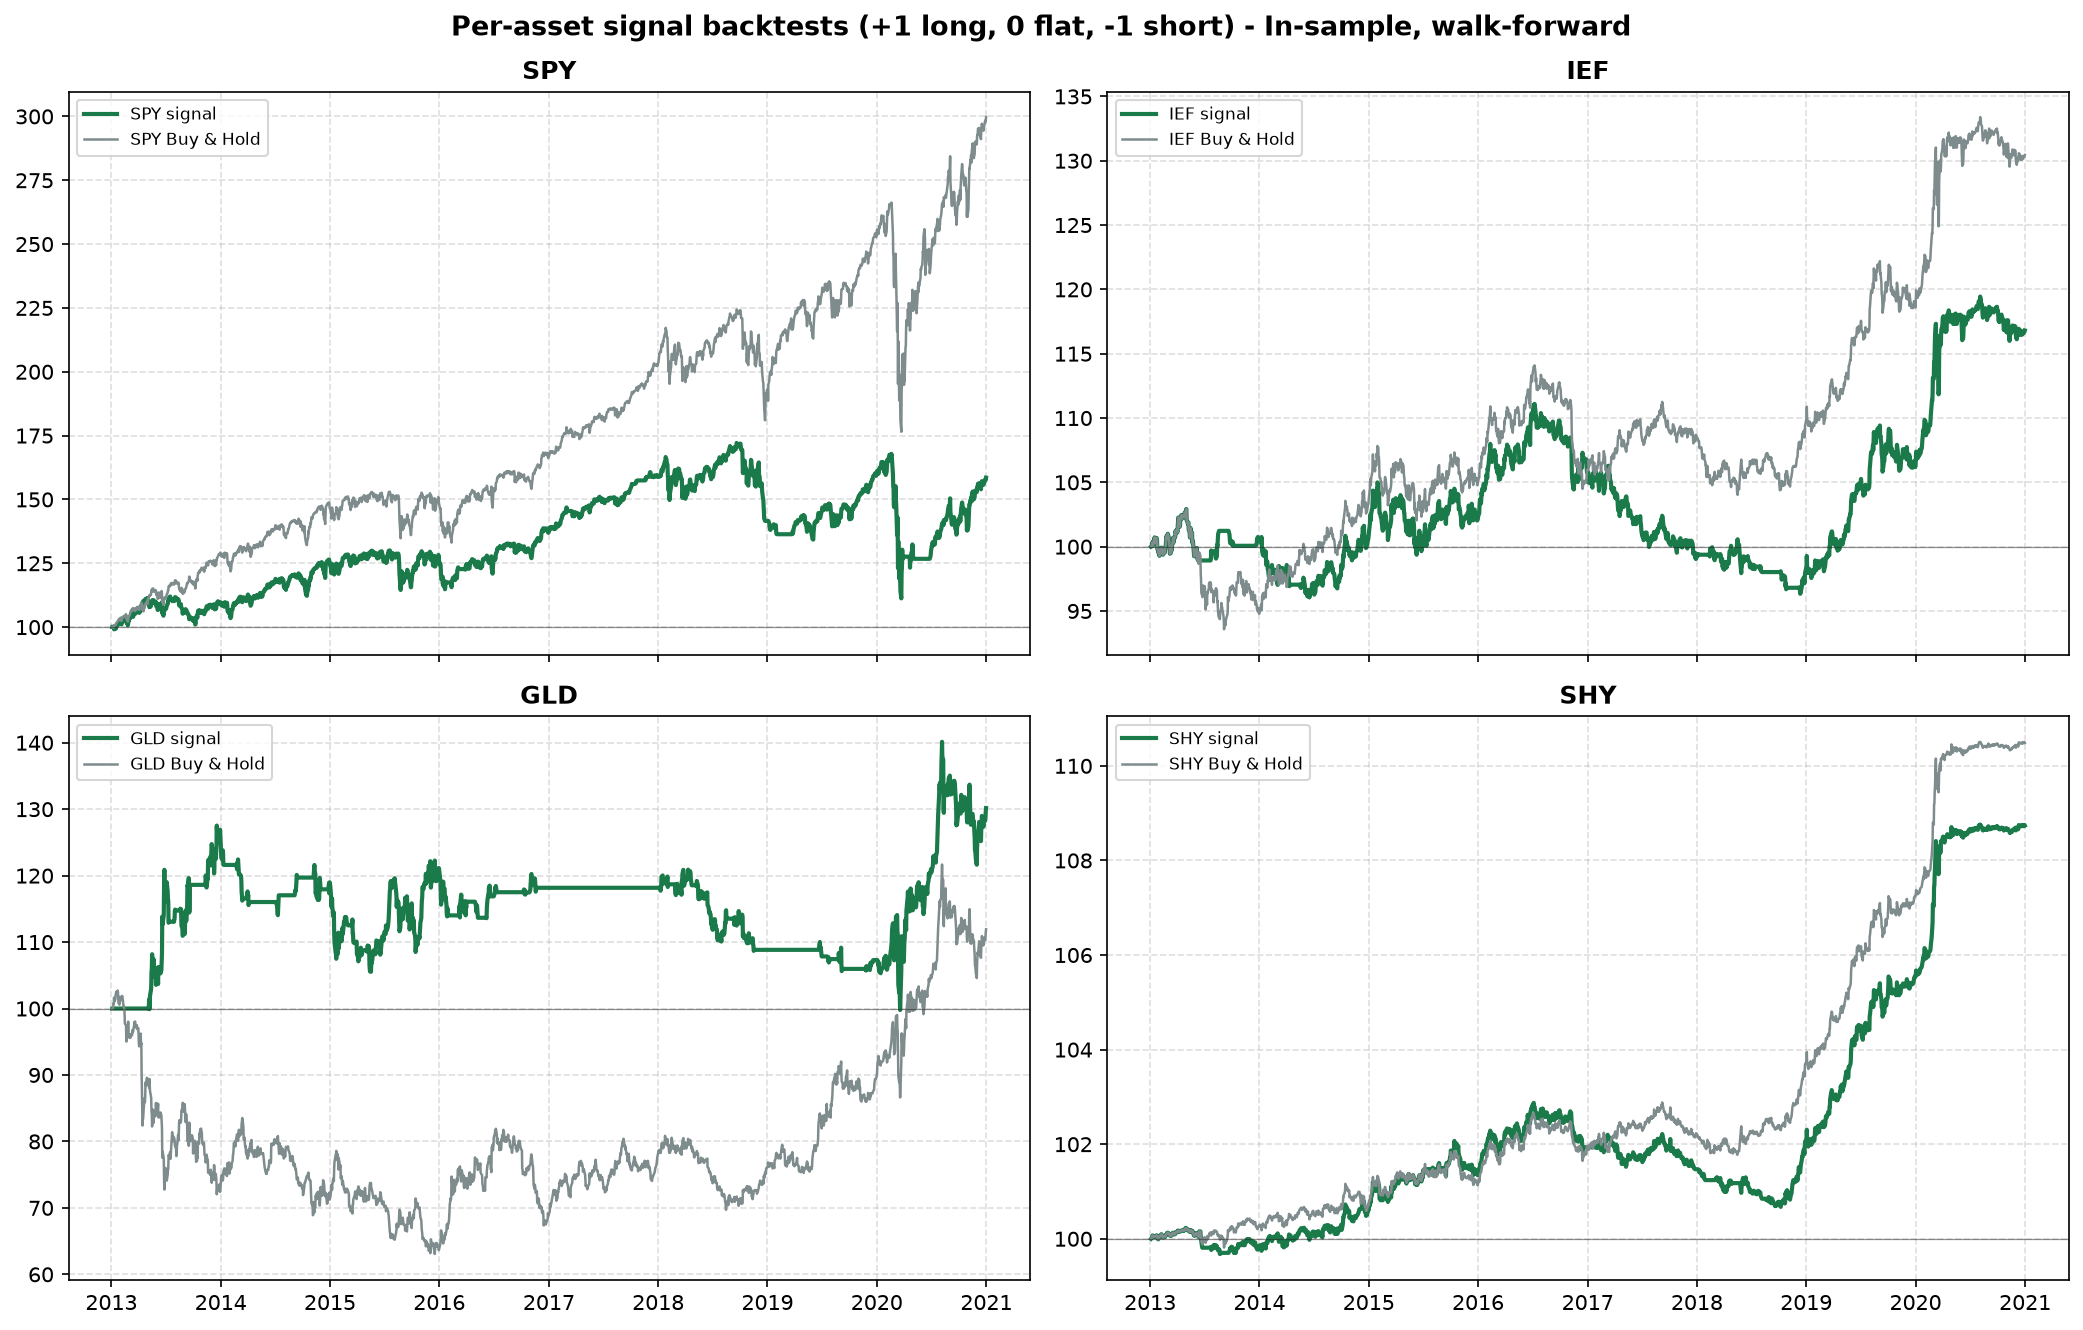 Per-asset signal backtests (+1 long, 0 flat, -1 short) - In-sample, walk-forward
SPY
SPY signal
SPY Buy & Hold
300
275
250
225
200
175
150
125
100
IEF
IEF signal
IEF Buy & Hold
135
130
125
120
115
110
105
100
95
GLD
GLD signal
GLD Buy & Hold
140
130
120
110
100
90
80
70
60
2013 2014 2015 2016 2017 2018 2019 2020 2021
SHY
SHY signal
SHY Buy & Hold
110
108
106
104
102
100
2013 2014 2015 2016 2017 2018 2019 2020 2021